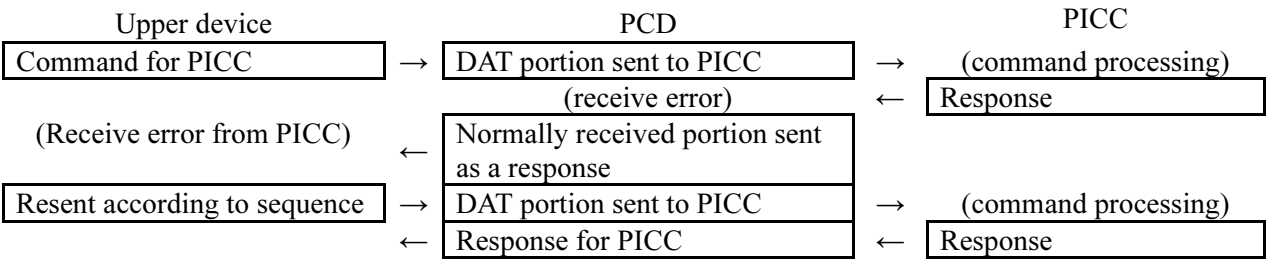 Upper device PCD PICC
Command for PICC → DAT portion sent to PICC → (command processing)
(receive error) ← Response
(Receive error from PICC) ← Normally received portion sent
as a response
Resent according to sequence → DAT portion sent to PICC → (command processing)
← Response for PICC ← Response